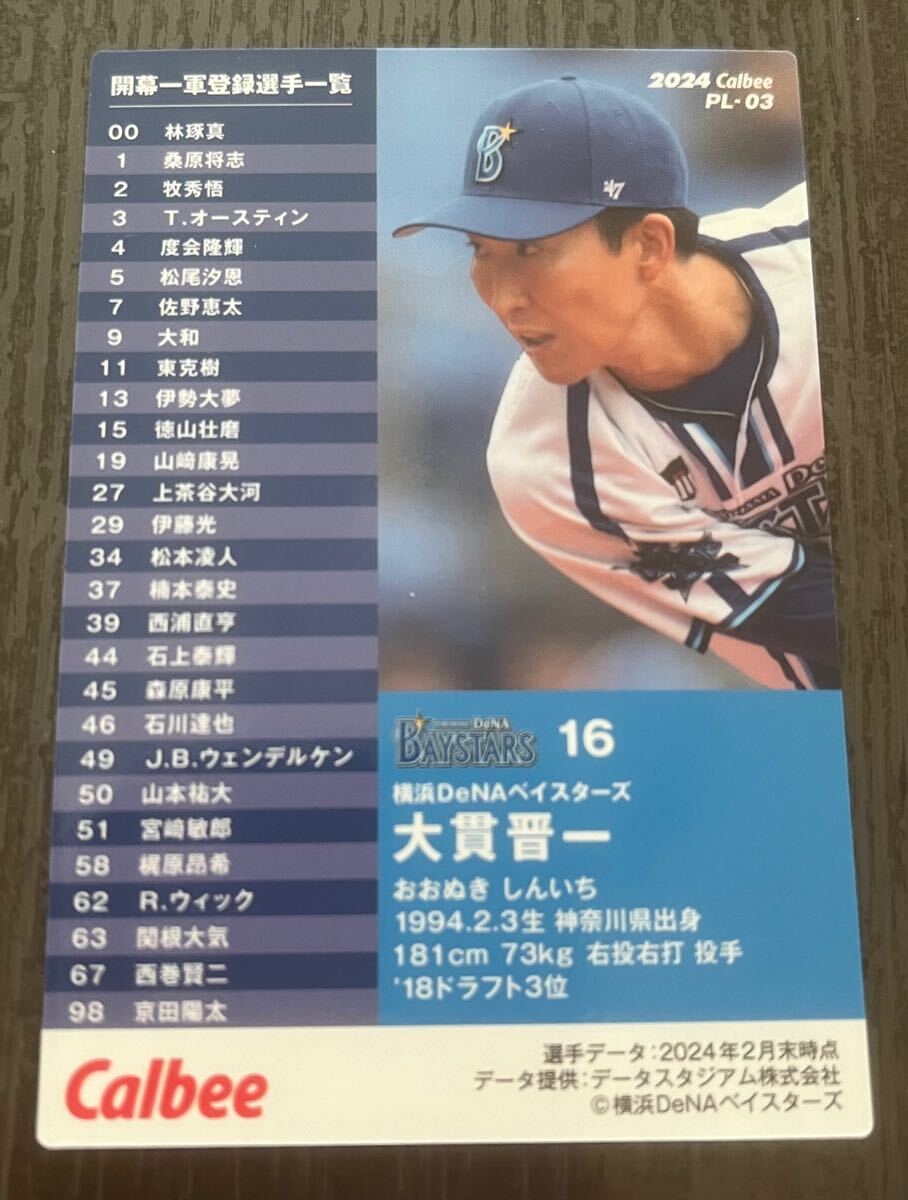 開幕一軍登録選手一覧
00 林琢真
1 桑原将志
2 牧秀悟
3 T.オースティン
4 度会隆輝
5 松尾汐恩
7 佐野恵太
9 大和
11 東克樹
13 伊勢大夢
15 徳山壮磨
19 山﨑康晃
27 上茶谷大河
29 伊藤光
34 松本凌人
37 楠本泰史
39 西浦直亨
44 石上泰輝
45 森原康平
46 石川達也
49 J.B.ウェンデルケン
50 山本祐大
51 宮﨑敏郎
58 梶原昂希
62 R.ウィック
63 関根大気
67 西巻賢二
98 京田陽太
2024 Calbee
PL-03
B
47
DeNA
BAYSTARS 16
横浜DeNAベイスターズ
大貫晋一
おおぬき しんいち
1994.2.3生 神奈川県出身
181cm 73kg 右投右打 投手
'18ドラフト3位
Calbee
選手データ:2024年2月末時点
データ提供:データスタジアム株式会社
©横浜DeNAベイスターズ